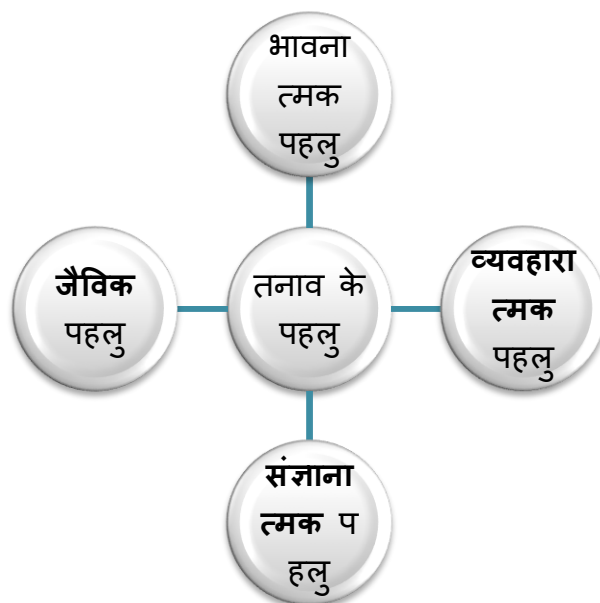 भावना
त्मक
पहलु
जैविक
पहलु
तनाव के
पहलु
व्यवहारा
त्मक
पहलु
संज्ञाना
त्मक प
हलु